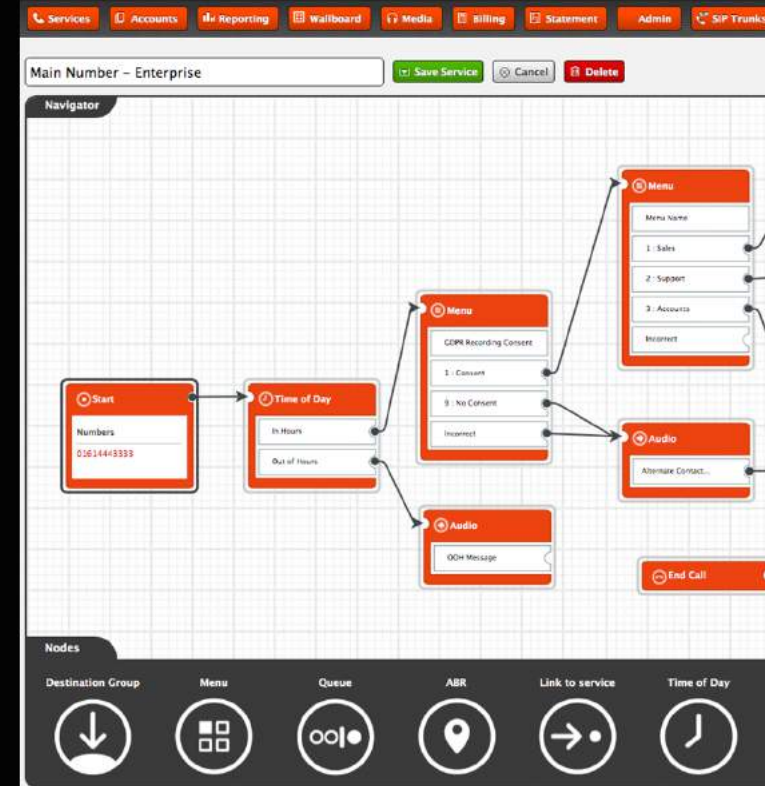 Services Accounts Reporting Wallboard Media Billing Statement Admin SIP Trunks
Main Number – Enterprise Save Service Cancel Delete
Navigator
Menu
Menu Name
1 : Sales
2 : Support
3 : Accounts
Incorrect
Menu
GDPR Recording Consent
1 : Consent
9 : No Consent
Incorrect
Start
Numbers
01614443333
Time of Day
In Hours
Out of Hours
Audio
Alternate Contact...
Audio
OOH Message
End Call
Nodes
Destination Group Menu Queue ABR Link to service Time of Day